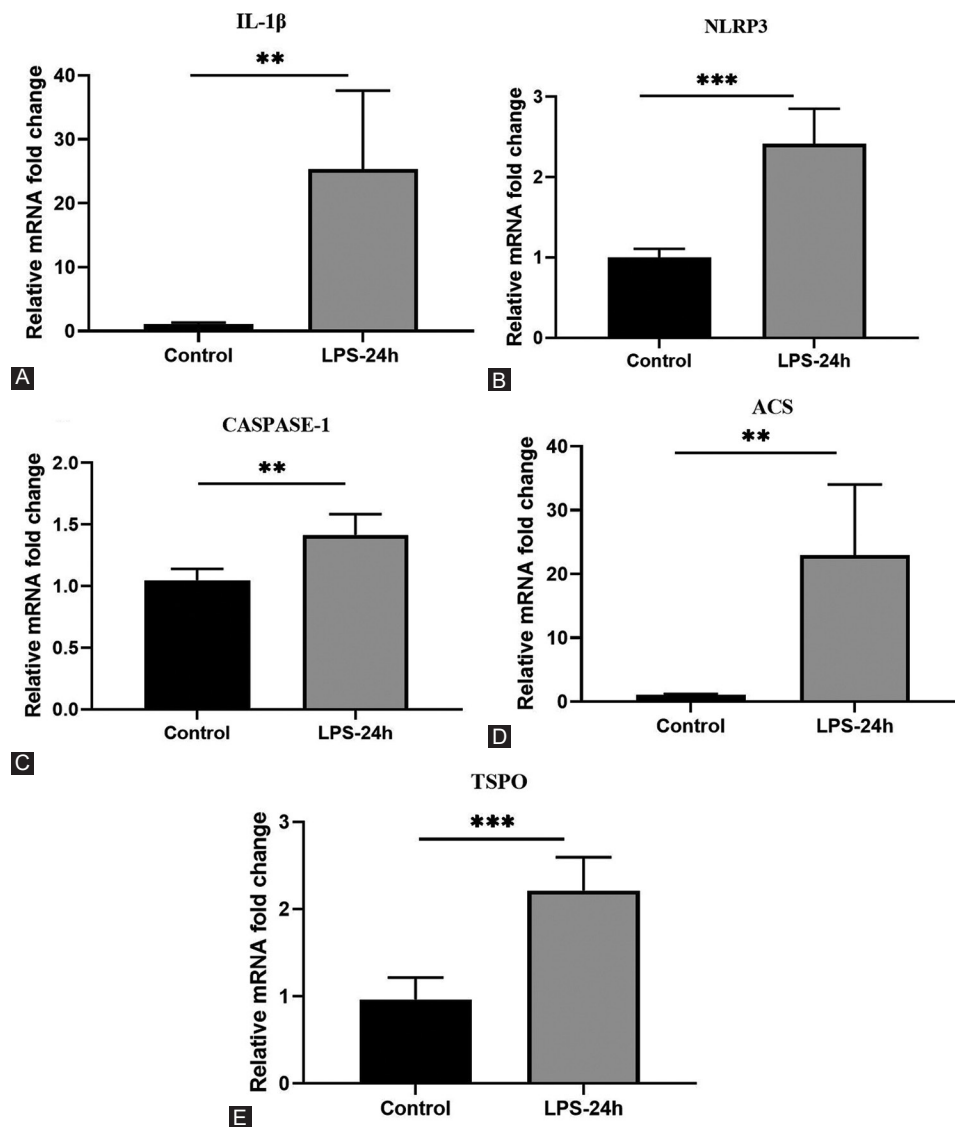 IL-1β
**
Relative mRNA fold change
40
30
20
10
0
Control LPS-24h
A
NLRP3
***
Relative mRNA fold change
3
2
1
0
Control LPS-24h
B
CASPASE-1
**
Relative mRNA fold change
2.0
1.5
1.0
0.5
0.0
Control LPS-24h
C
ACS
**
Relative mRNA fold change
40
30
20
10
0
Control LPS-24h
D
TSPO
***
Relative mRNA fold change
3
2
1
0
Control LPS-24h
E